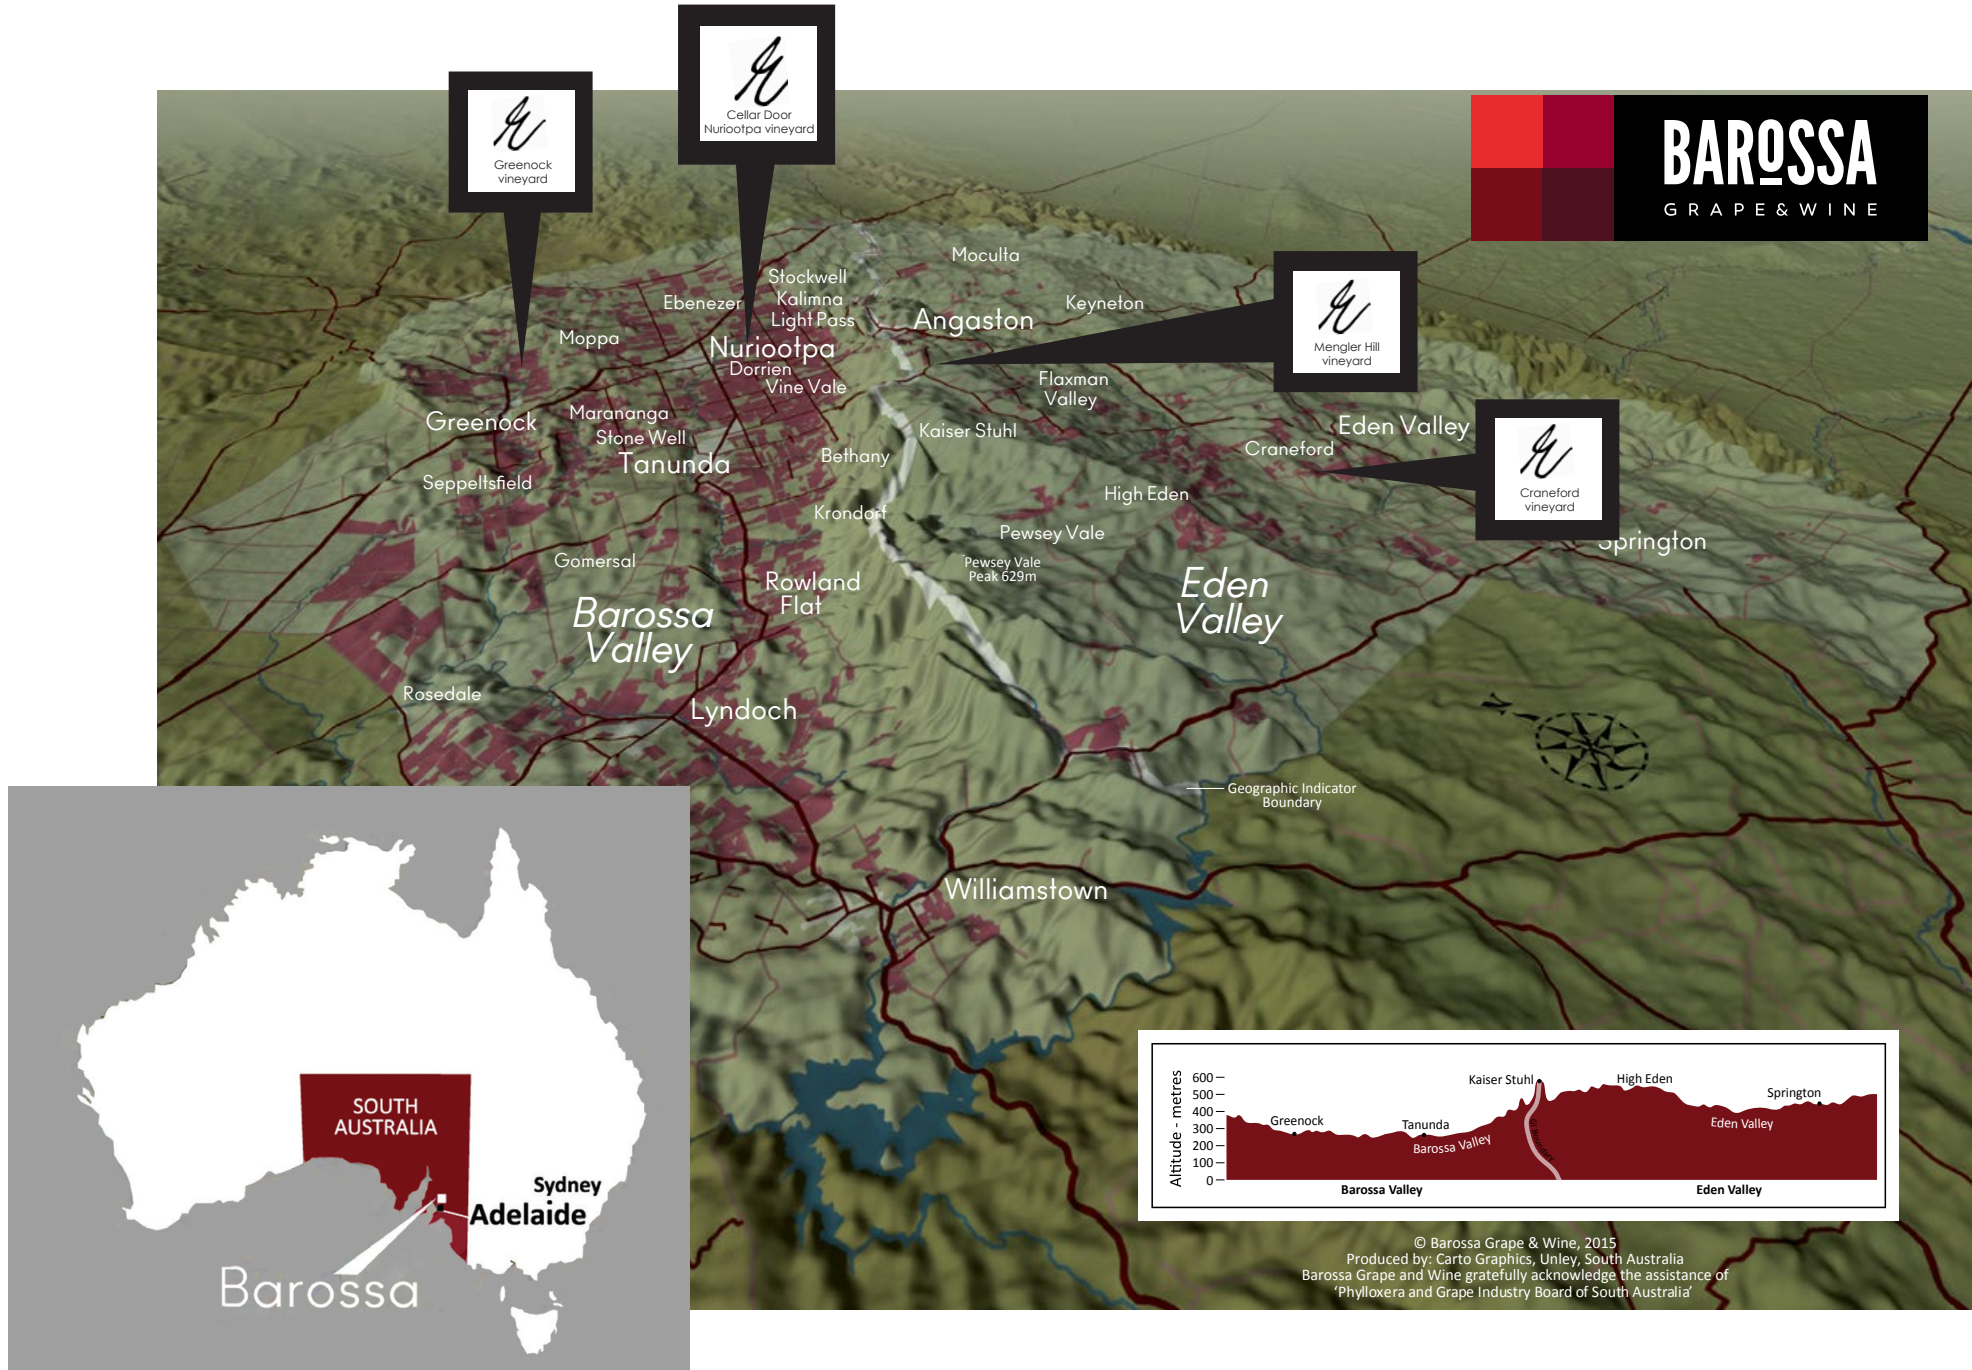 Cellar Door
Nuriootpa vineyard
Greenock
vineyard
BAROSSA
GRAPE & WINE
Mengler Hill
vineyard
Craneford
vineyard
Moculta
Stockwell
Kalimna
Light Pass
Ebenezer
Keyneton
Angaston
Moppa
Nuriootpa
Dorrien
Vine Vale
Flaxman
Valley
Greenock
Marananga
Stone Well
Tanunda
Kaiser Stuhl
Eden Valley
Craneford
Bethany
Seppeltsfield
High Eden
Krondorf
Pewsey Vale
Pewsey Vale
Peak 629m
Springton
Gomersal
Rowland
Flat
Barossa
Valley
Eden
Valley
Rosedale
Lyndoch
Geographic Indicator
Boundary
Williamstown
SOUTH
AUSTRALIA
Sydney
Adelaide
Barossa
Altitude - metres
600
500
400
300
200
100
0
Greenock
Tanunda
Barossa Valley
Kaiser Stuhl
GI Boundary
High Eden
Springton
Eden Valley
Barossa Valley
Eden Valley
© Barossa Grape & Wine, 2015
Produced by: Carto Graphics, Unley, South Australia
Barossa Grape and Wine gratefully acknowledge the assistance of
‘Phylloxera and Grape Industry Board of South Australia’